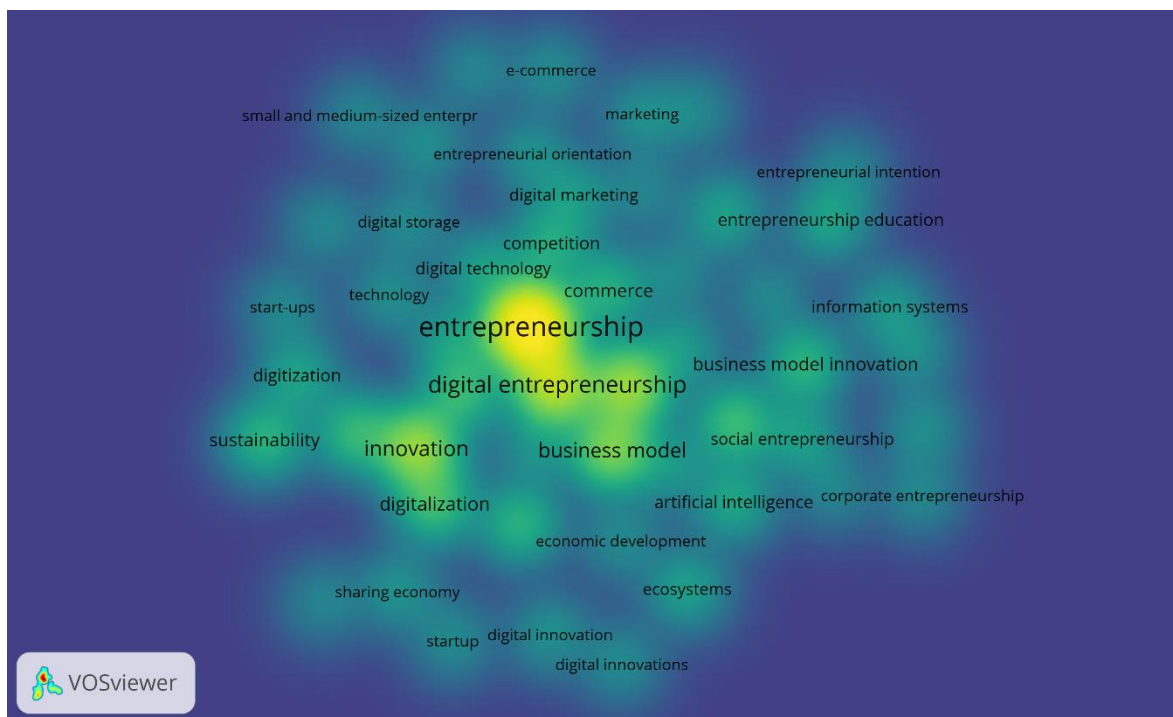 e-commerce
small and medium-sized enterpr
marketing
entrepreneurial orientation
entrepreneurial intention
digital marketing
digital storage
entrepreneurship education
competition
digital technology
technology
commerce
start-ups
information systems
entrepreneurship
business model innovation
digitization
digital entrepreneurship
sustainability
innovation
business model
social entrepreneurship
digitalization
artificial intelligence
corporate entrepreneurship
economic development
sharing economy
ecosystems
startup
digital innovation
digital innovations
VOSviewer